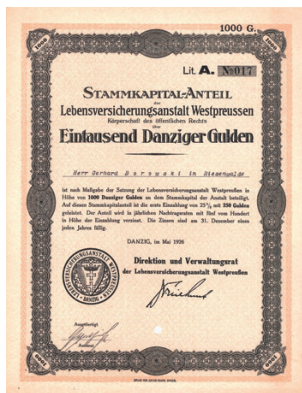 1000 G.
Lit. A. №017
STAMMKAPITAL-ANTEIL
der
Lebensversicherungsanstalt Westpreussen
Körperschaft des öffentlichen Rechts
über
Eintausend Danziger Gulden
Herr Gerhard Borowski in
ist nach Maßgabe der Satzung der Lebensversicherungsanstalt Westpreußen in
Höhe von 1000 Danziger Gulden an dem Stammkapital der Anstalt beteiligt.
Auf diesen Stammkapitalanteil ist die erste Einzahlung von 25% mit 250 Gulden
geleistet. Der Anteil wird in jährlichen Nachtragsraten mit fünf vom Hundert
in Höhe der Einzahlung verzinst. Die Zinsen sind am 31. Dezember eines
jeden Jahres fällig.
DANZIG, im Mai 1926
Direktion und Verwaltungsrat
der Lebensversicherungsanstalt Westpreußen
LEBENSVERSICHERUNGSANSTALT WESTPREUSSEN
DANZIG
Ausgefertigt